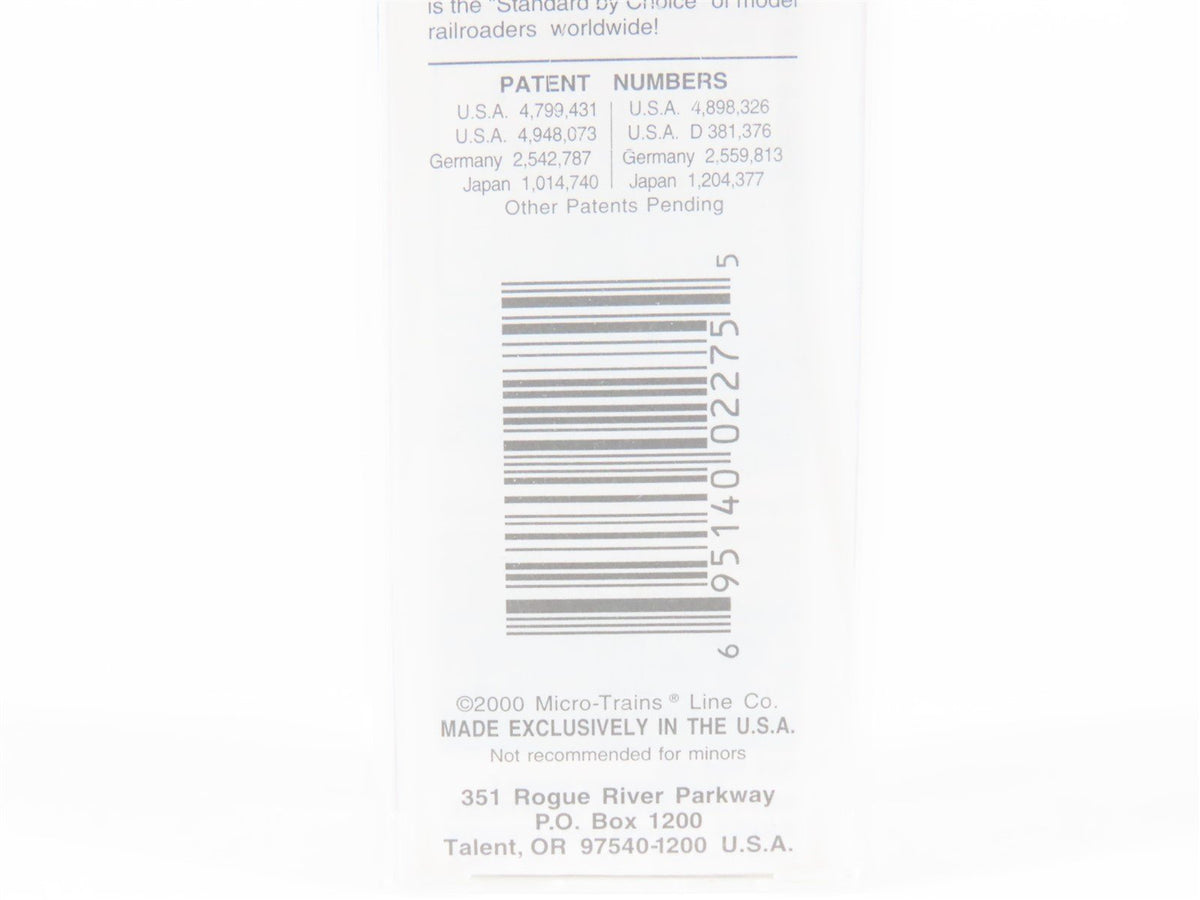 is the "Standard by Choice" of model
railroaders worldwide!
PATENT NUMBERS
U.S.A. 4,799,431 U.S.A. 4,898,326
U.S.A. 4,948,073 U.S.A. D 381,376
Germany 2,542,787 Germany 2,559,813
Japan 1,014,740 Japan 1,204,377
Other Patents Pending
6 95140 02275 5
©2000 Micro-Trains® Line Co.
MADE EXCLUSIVELY IN THE U.S.A.
Not recommended for minors
351 Rogue River Parkway
P.O. Box 1200
Talent, OR 97540-1200 U.S.A.